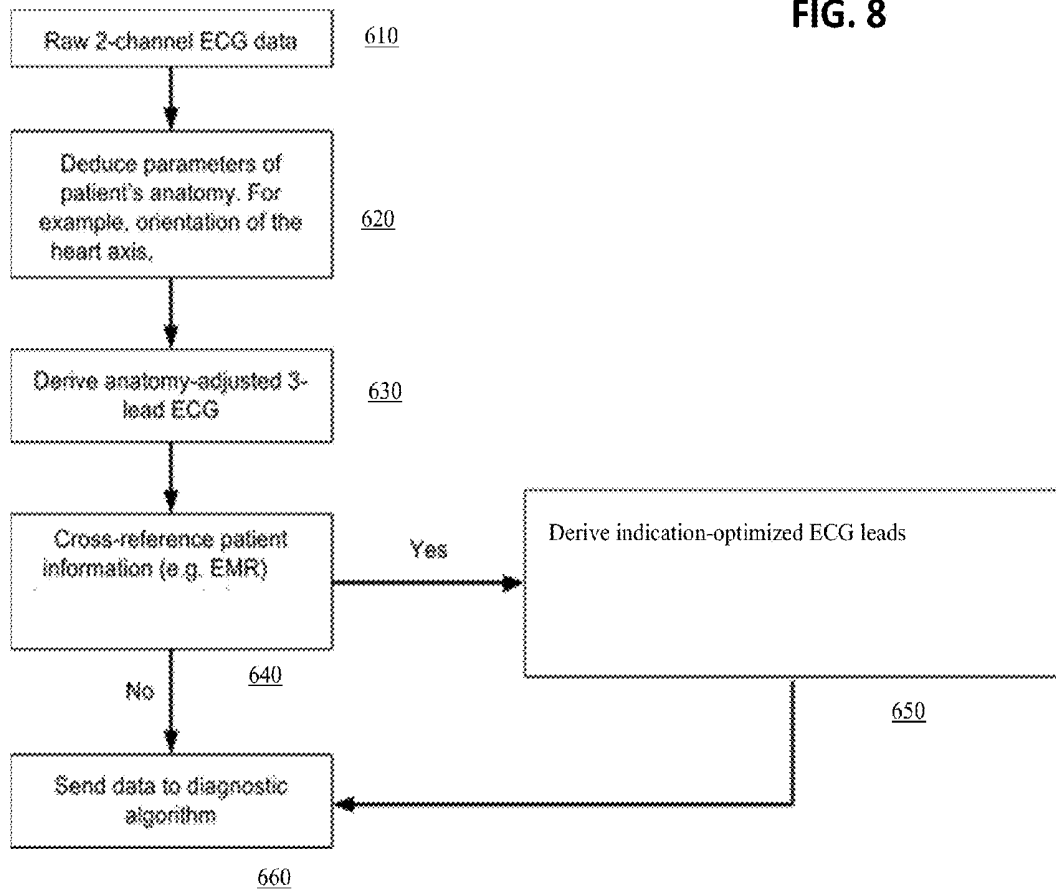 FIG. 8
Raw 2-channel ECG data
610
Deduce parameters of
patient's anatomy. For
example, orientation of the
heart axis,
620
Derive anatomy-adjusted 3-
lead ECG
630
Cross-reference patient
information (e.g. EMR)
640
Yes
Derive indication-optimized ECG leads
650
No
Send data to diagnostic
algorithm
660